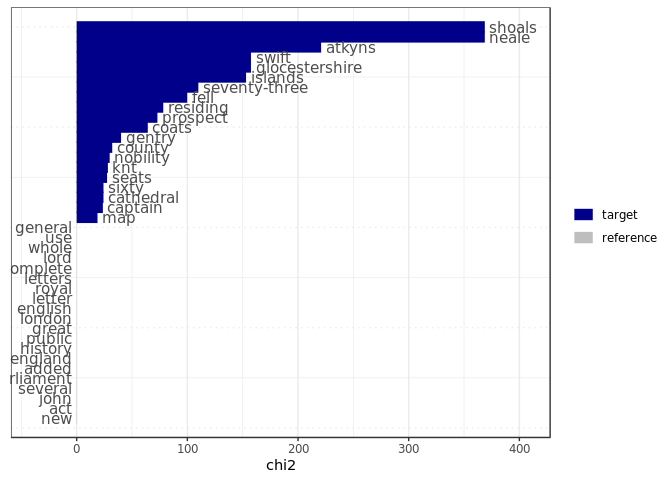 shoals
neale
atkyns
swift
glocestershire
islands
seventy-three
fell
residing
prospect
coats
gentry
county
nobility
knt
seats
sixty
cathedral
captain
map
general
use
whole
lord
omplete
letters
royal
letter
english
london
great
public
history
england
added
rliament
several
john
act
new
target
reference
0 100 200 300 400
chi2